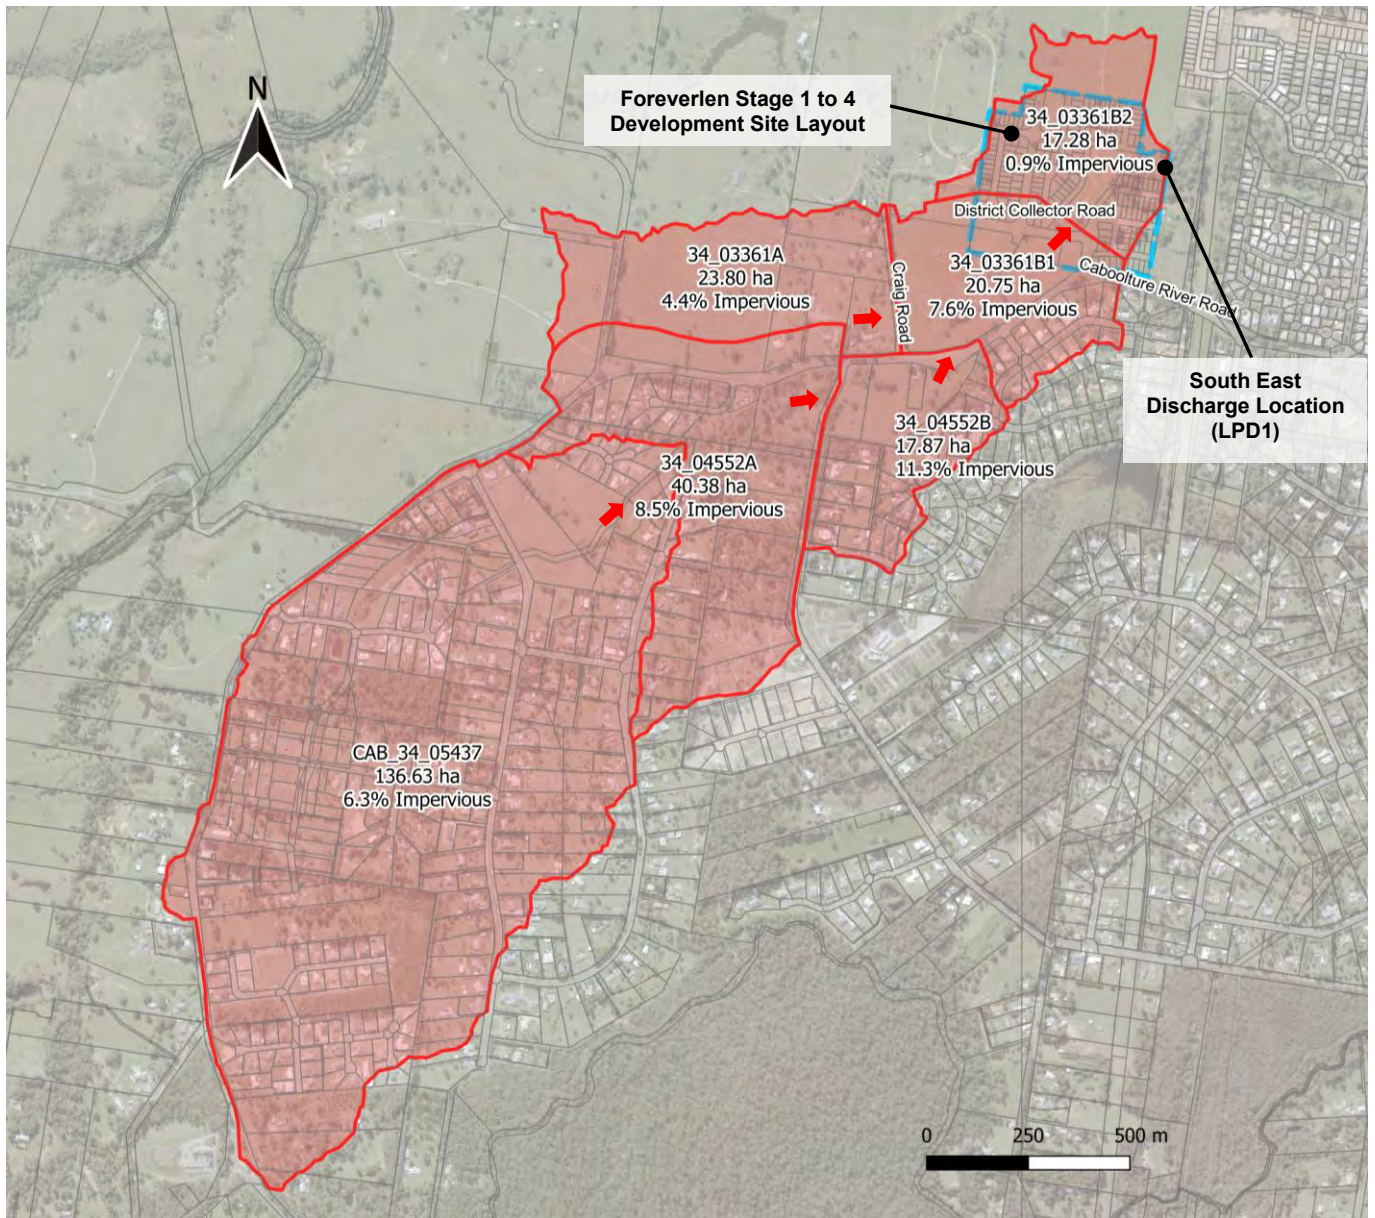 N
Foreverlen Stage 1 to 4
Development Site Layout
34_03361B2
17.28 ha
0.9% Impervious
District Collector Road
34_03361A
23.80 ha
4.4% Impervious
Craig Road
34_03361B1
20.75 ha
7.6% Impervious
Caboolture River Road
South East
Discharge Location
(LPD1)
34_04552B
17.87 ha
11.3% Impervious
34_04552A
40.38 ha
8.5% Impervious
CAB_34_05437
136.63 ha
6.3% Impervious
0 250 500 m